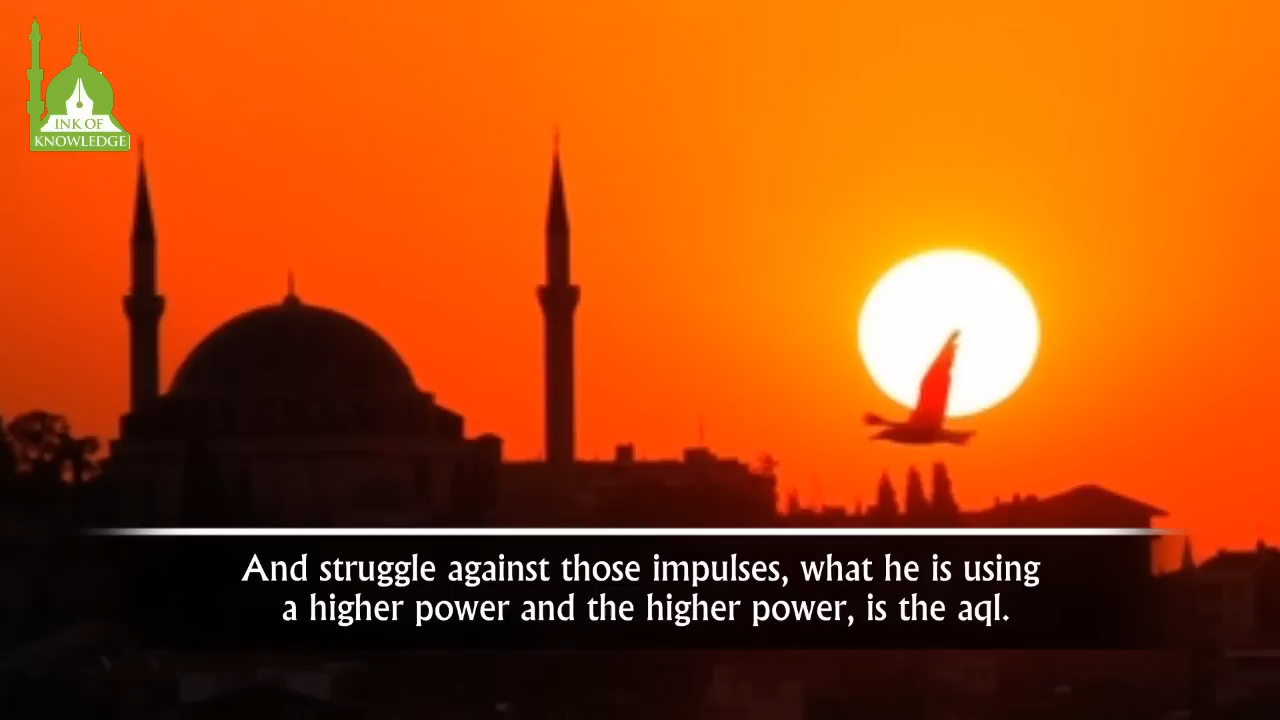 INK OF
KNOWLEDGE
And struggle against those impulses, what he is using
a higher power and the higher power, is the aql.